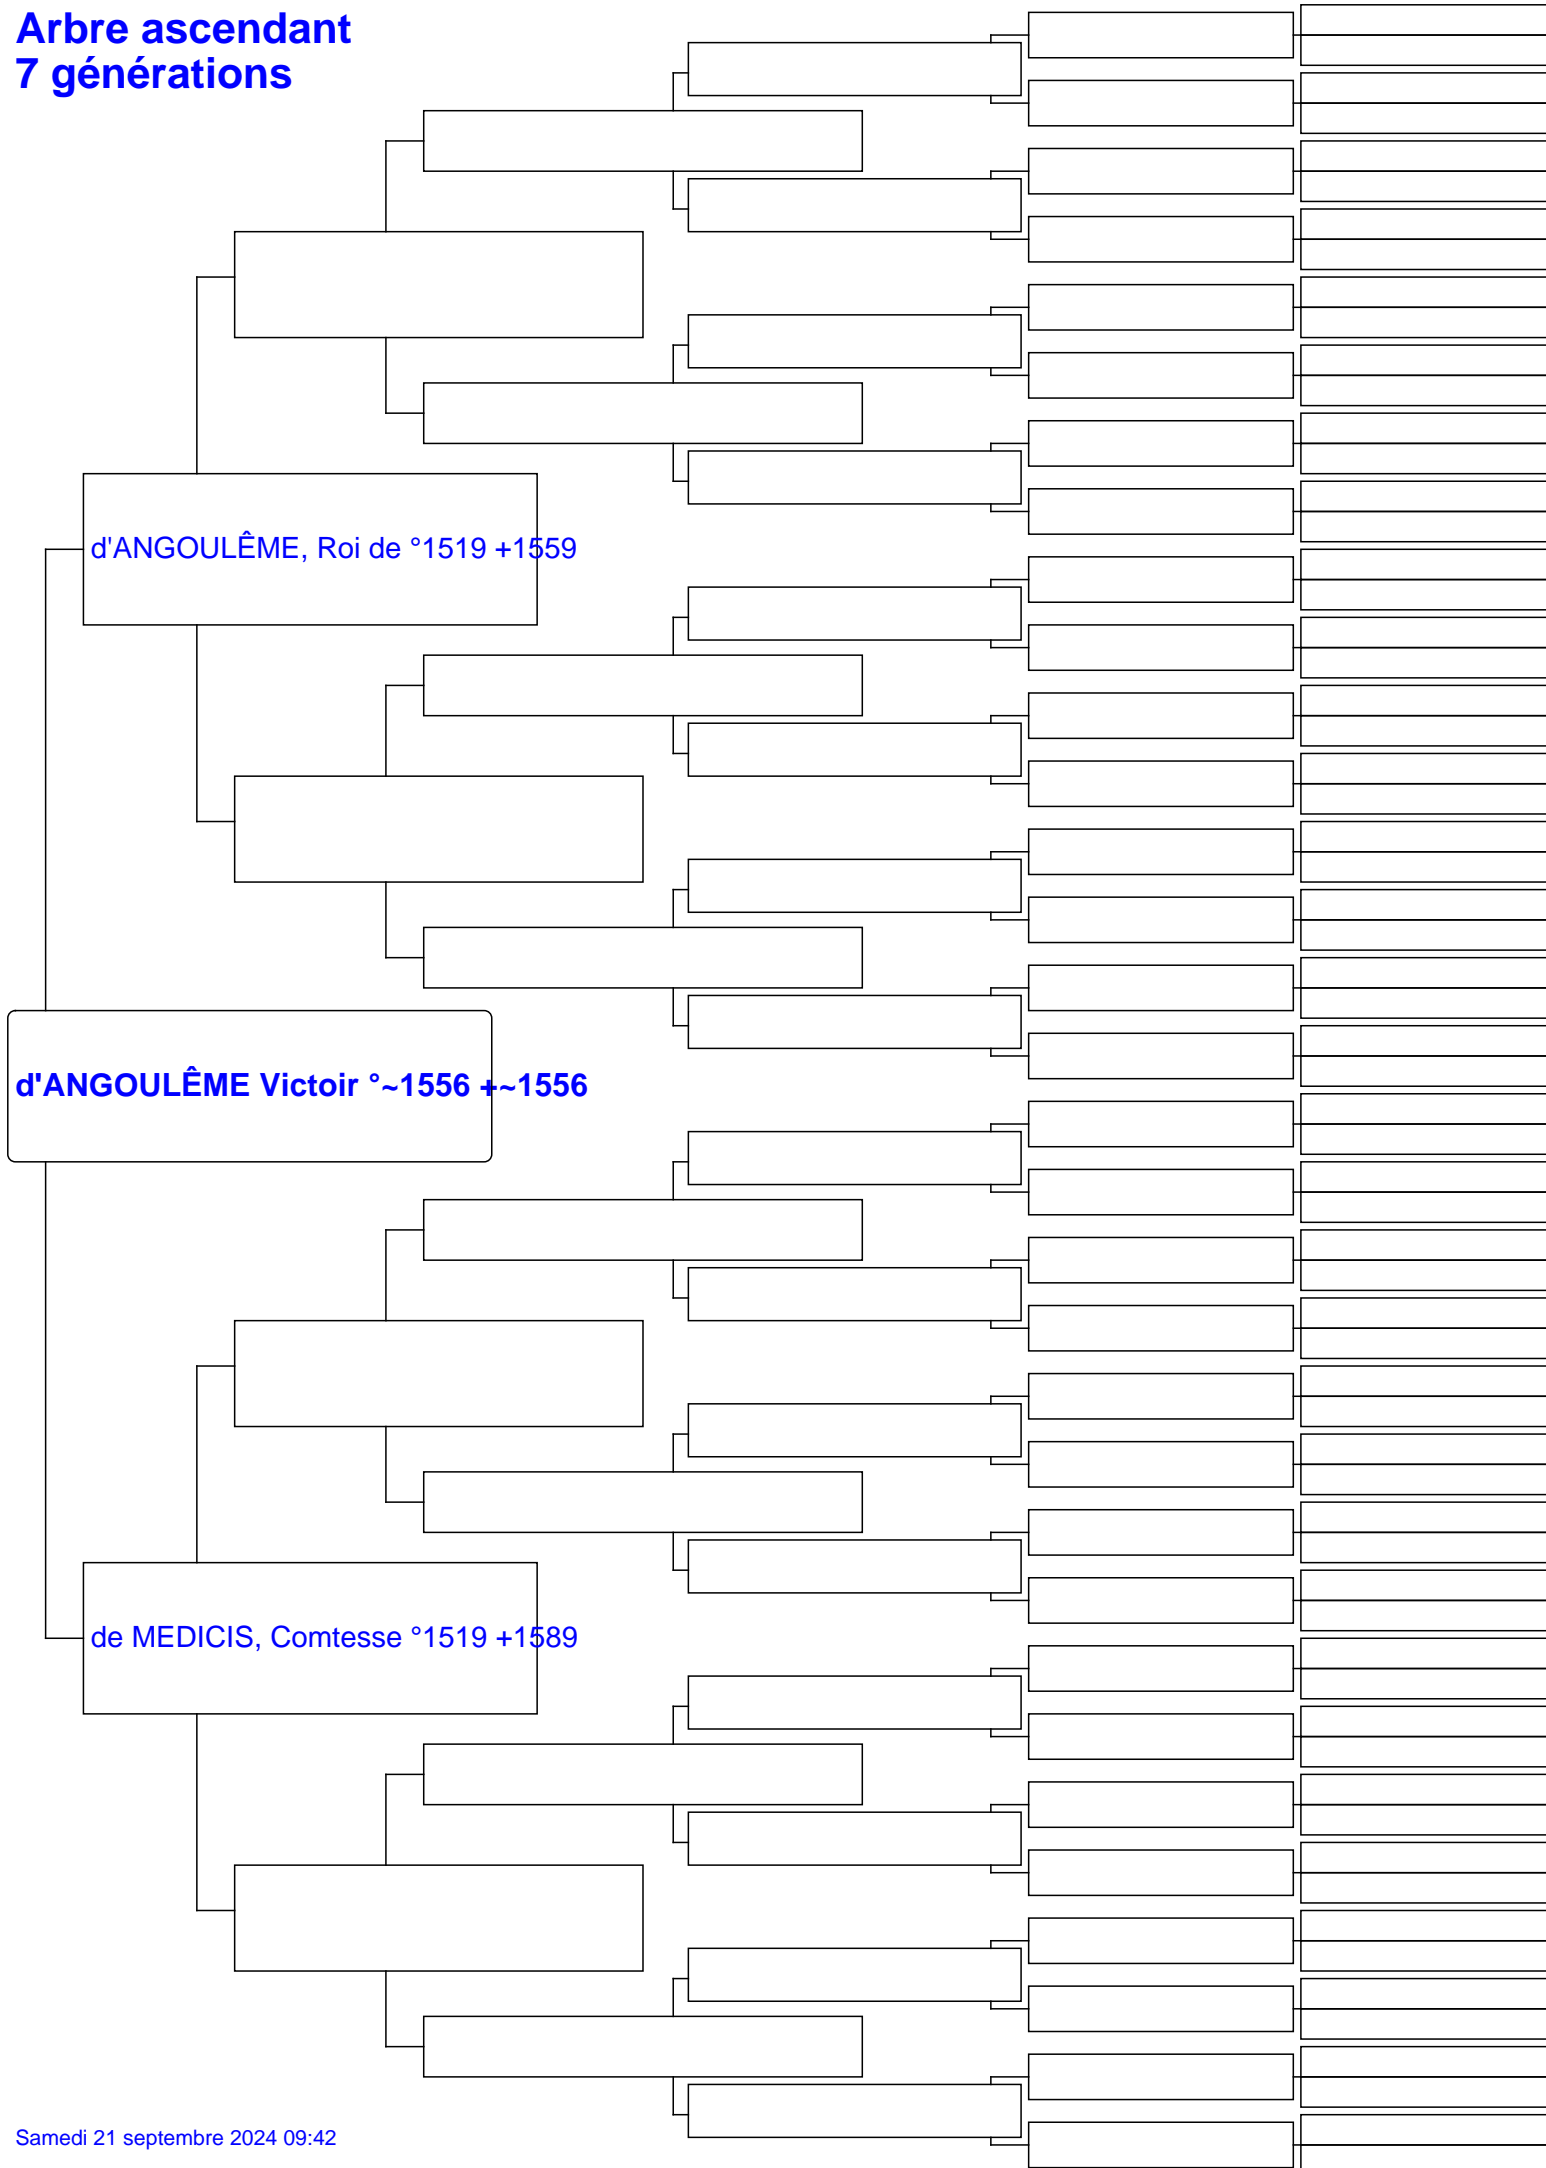 Arbre ascendant
7 générations
d'ANGOULÊME, Roi de °1519 +1559
d'ANGOULÊME Victoir °~1556 +~1556
de MEDICIS, Comtesse °1519 +1589
Samedi 21 septembre 2024 09:42